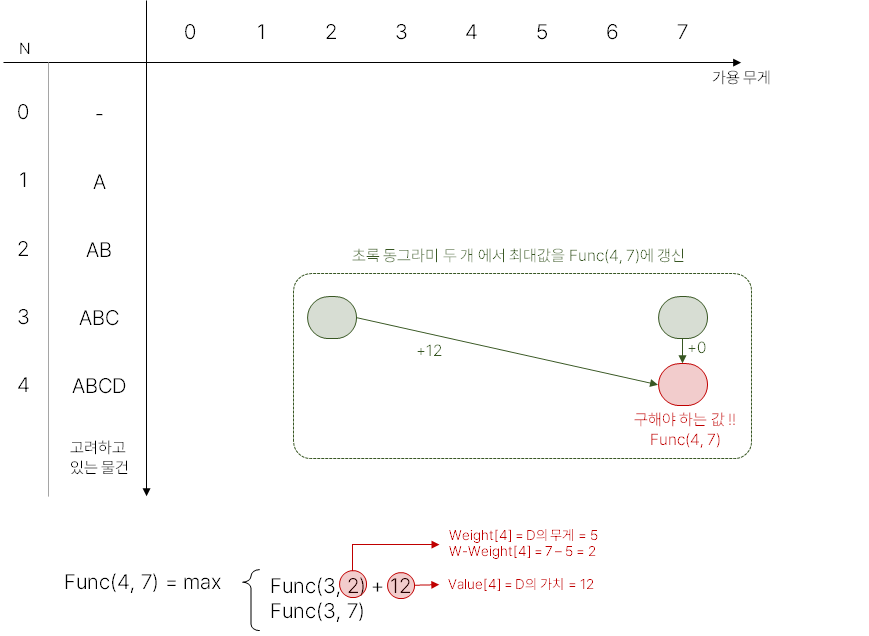 0 1 2 3 4 5 6 7
N
가용 무게
0 -
1 A
2 AB
초록 동그라미 두 개 에서 최대값을 Func(4, 7)에 갱신
3 ABC
+12 +0
4 ABCD
구해야 하는 값 !!
Func(4, 7)
고려하고
있는 물건
Weight[4] = D의 무게 = 5
W-Weight[4] = 7 – 5 = 2
Func(4, 7) = max
Func(3, 2) + 12
Value[4] = D의 가치 = 12
Func(3, 7)